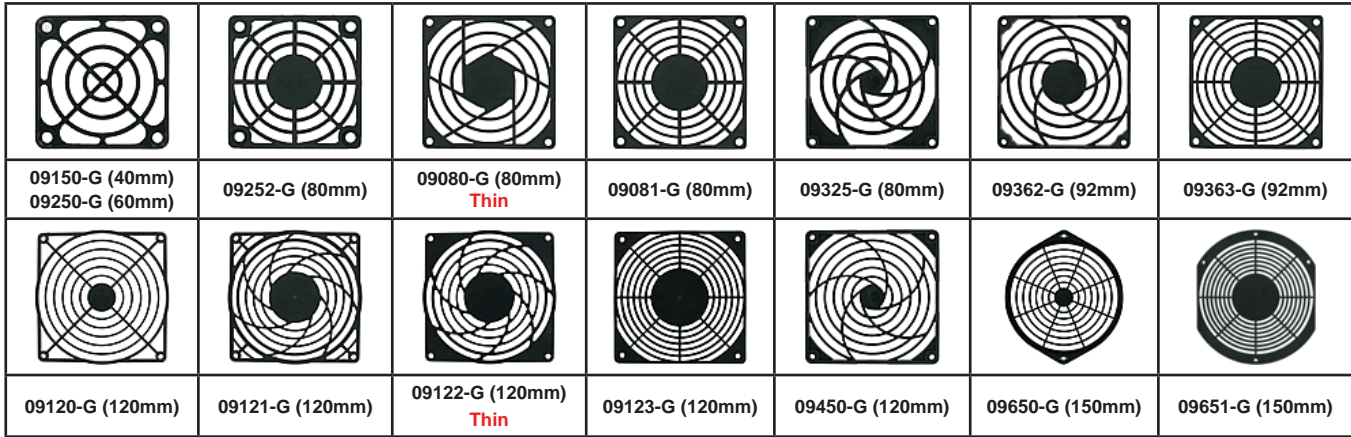 09150-G (40mm)
09250-G (60mm)
09252-G (80mm)
09080-G (80mm)
Thin
09081-G (80mm)
09325-G (80mm)
09362-G (92mm)
09363-G (92mm)
09120-G (120mm)
09121-G (120mm)
09122-G (120mm)
Thin
09123-G (120mm)
09450-G (120mm)
09650-G (150mm)
09651-G (150mm)